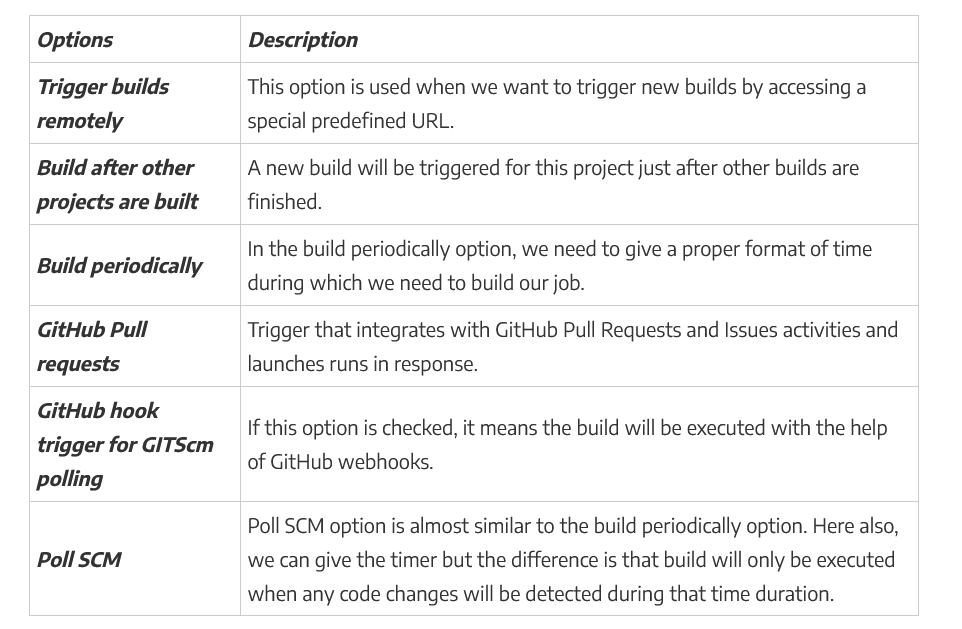 Options
Description
Trigger builds
remotely
This option is used when we want to trigger new builds by accessing a
special predefined URL.
Build after other
projects are built
A new build will be triggered for this project just after other builds are
finished.
Build periodically
In the build periodically option, we need to give a proper format of time
during which we need to build our job.
GitHub Pull
requests
Trigger that integrates with GitHub Pull Requests and Issues activities and
launches runs in response.
GitHub hook
trigger for GITScm
polling
If this option is checked, it means the build will be executed with the help
of GitHub webhooks.
Poll SCM
Poll SCM option is almost similar to the build periodically option. Here also,
we can give the timer but the difference is that build will only be executed
when any code changes will be detected during that time duration.